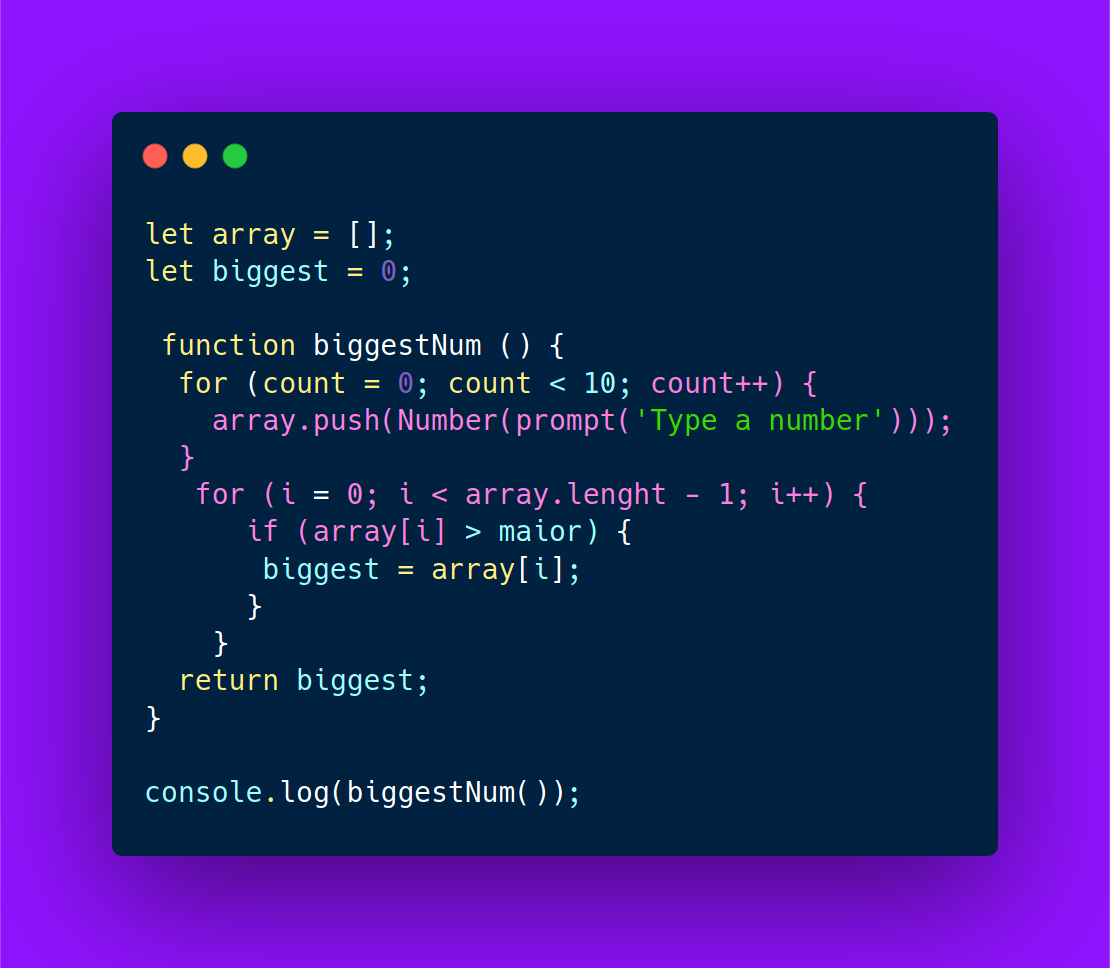 let array = [];
let biggest = 0;
function biggestNum () {
for (count = 0; count < 10; count++) {
array.push(Number(prompt('Type a number')));
}
for (i = 0; i < array.lenght - 1; i++) {
if (array[i] > maior) {
biggest = array[i];
}
}
return biggest;
}
console.log(biggestNum());